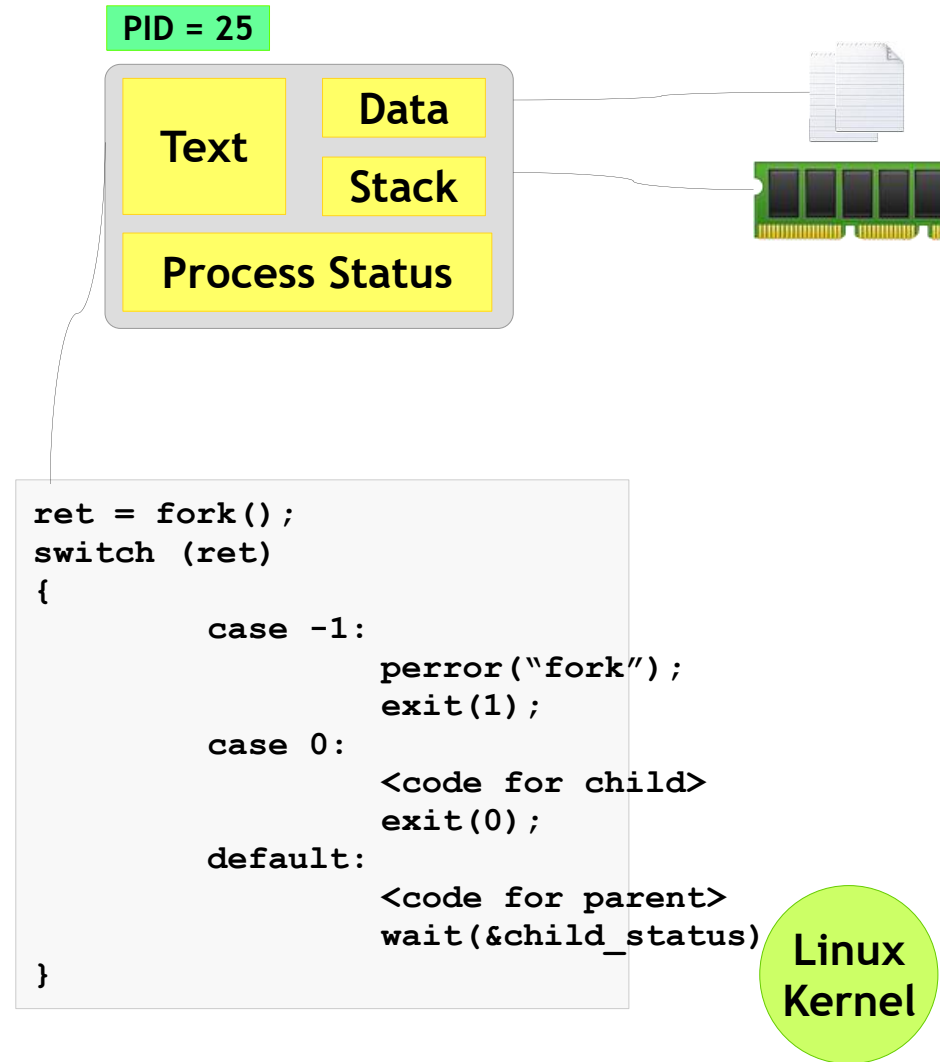 PID = 25
Text
Data
Stack
Process Status
ret = fork();
switch (ret)
{
case -1:
perror(“fork”);
exit(1);
case 0:
<code for child>
exit(0);
default:
<code for parent>
wait(&child_status)
}
Linux
Kernel